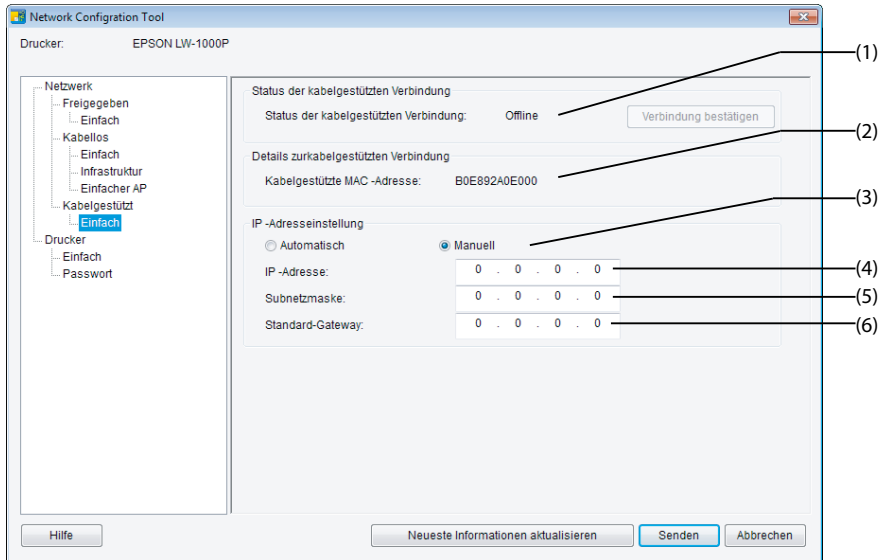 Network Configration Tool
Drucker: EPSON LW-1000P
Netzwerk
Freigegeben
Einfach
Kabellos
Einfach
Infrastruktur
Einfacher AP
Kabelgestützt
Einfach
Drucker
Einfach
Passwort
Status der kabelgestützten Verbindung
Status der kabelgestützten Verbindung: Offline Verbindung bestätigen
Details zurkabelgestützten Verbindung
Kabelgestützte MAC -Adresse: B0E892A0E000
IP -Adresseinstellung
Automatisch Manuell
IP -Adresse: 0 . 0 . 0 . 0
Subnetzmaske: 0 . 0 . 0 . 0
Standard-Gateway: 0 . 0 . 0 . 0
(1)
(2)
(3)
(4)
(5)
(6)
Hilfe Neueste Informationen aktualisieren Senden Abbrechen